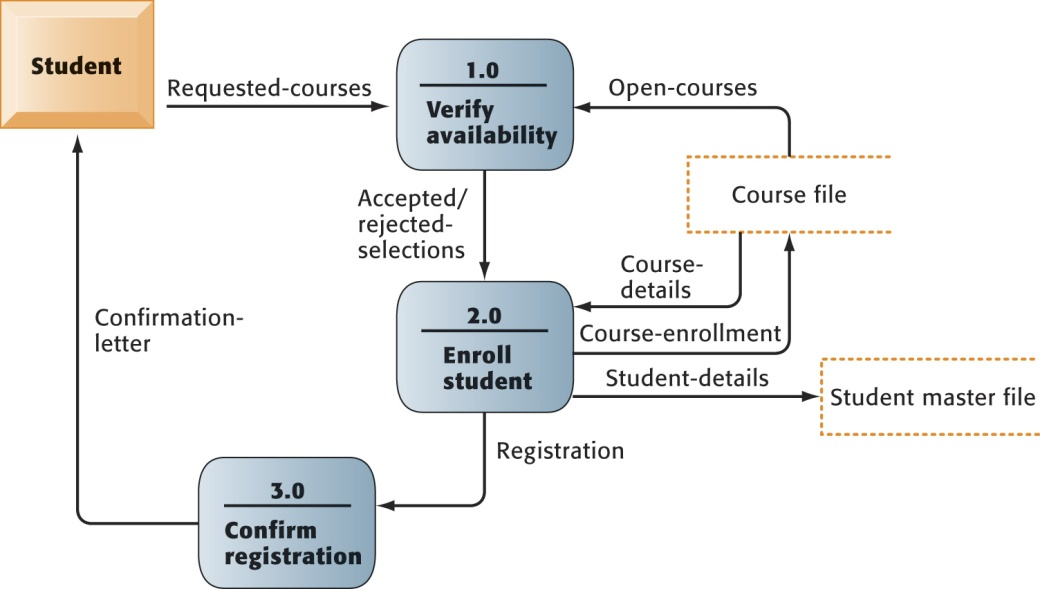 Student
Requested-courses
1.0
Verify
availability
Open-courses
Course file
Accepted/
rejected-
selections
Course-
details
2.0
Enroll
student
Course-enrollment
Student-details
Student master file
Confirmation-
letter
Registration
3.0
Confirm
registration